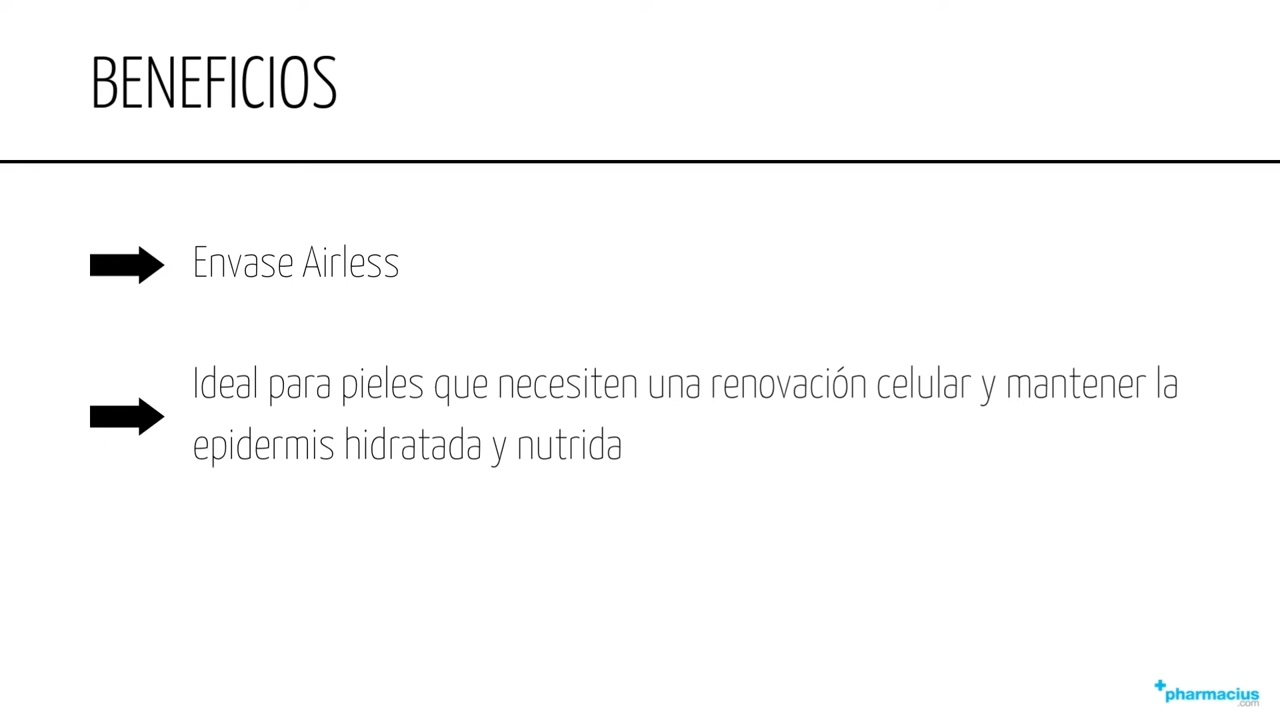 BENEFICIOS
Envase Airless
Ideal para pieles que necesiten una renovación celular y mantener la
epidermis hidratada y nutrida
+pharmacius
.com